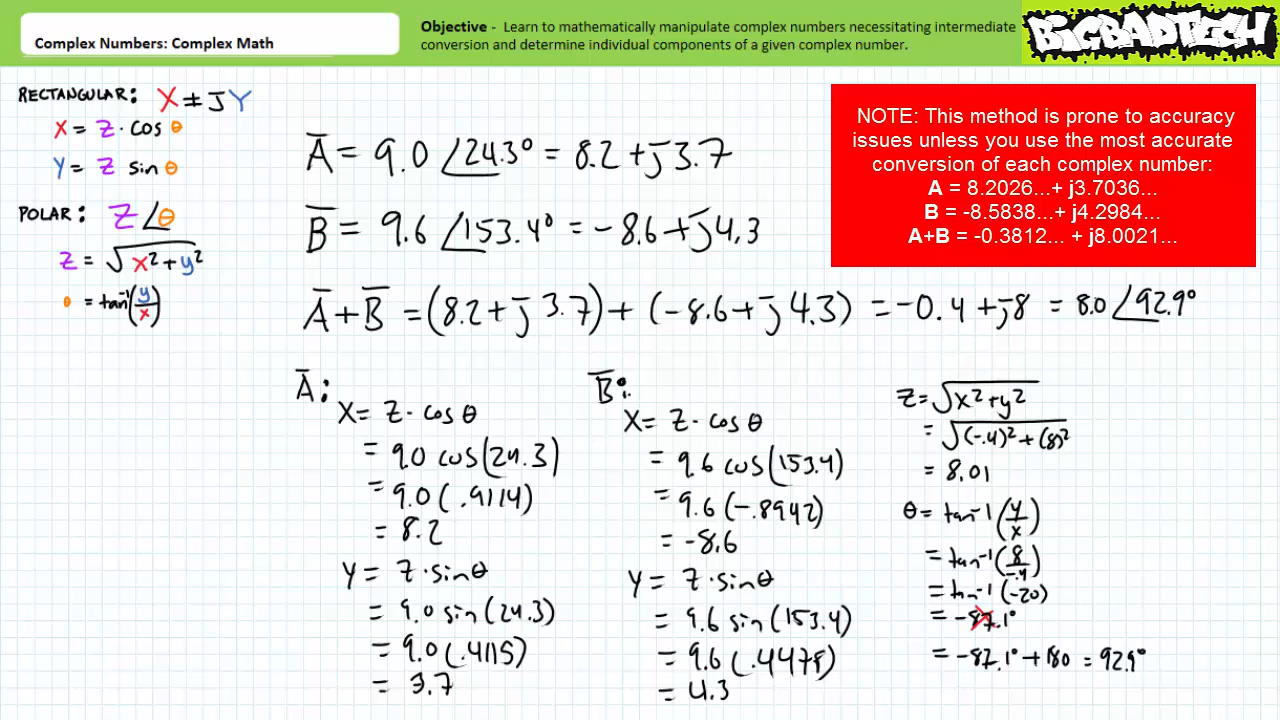 Complex Numbers: Complex Math
Objective - Learn to mathematically manipulate complex numbers necessitating intermediate
conversion and determine individual components of a given complex number.
BIGBADTECH
RECTANGULAR: X ± jY
X = Z · cos θ
Y = Z sin θ
POLAR: Z∠θ
Z = √x² + y²
θ = tan⁻¹(y/x)
NOTE: This method is prone to accuracy
issues unless you use the most accurate
conversion of each complex number:
A = 8.2026...+ j3.7036...
B = -8.5838...+ j4.2984...
A+B = -0.3812... + j8.0021...
A̅ = 9.0 ∠24.3° = 8.2 + j3.7
B̅ = 9.6 ∠153.4° = -8.6 + j4.3
A̅ + B̅ = (8.2 + j3.7) + (-8.6 + j4.3) = -0.4 + j8 = 8.0 ∠92.9°
A̅:
X = Z · cos θ
= 9.0 cos(24.3)
= 9.0 (.9114)
= 8.2
Y = Z · sin θ
= 9.0 sin(24.3)
= 9.0 (.4115)
= 3.7
B̅:
X = Z · cos θ
= 9.6 cos(153.4)
= 9.6 (-.8942)
= -8.6
Y = Z · sin θ
= 9.6 sin(153.4)
= 9.6 (.4478)
= 4.3
Z = √x² + y²
= √(-.4)² + (8)²
= 8.01
θ = tan⁻¹(y/x)
= tan⁻¹(8/-.4)
= tan⁻¹(-20)
= -87.1°
= -87.1° + 180 = 92.9°